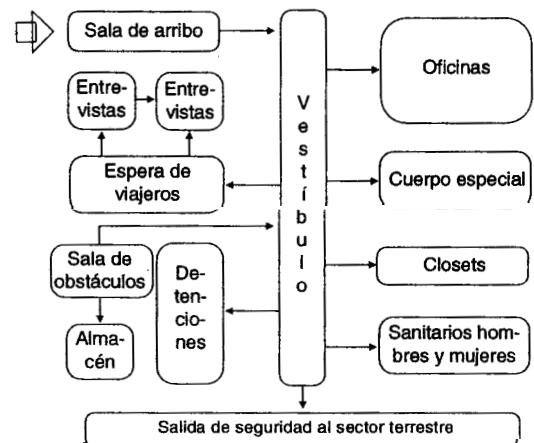 Sala de arribo
Oficinas
Entre-
vistas
Entre-
vistas
Vestíbulo
Espera de
viajeros
Cuerpo especial
Sala de
obstáculos
De-
ten-
cio-
nes
Closets
Alma-
cén
Sanitarios hom-
bres y mujeres
Salida de seguridad al sector terrestre